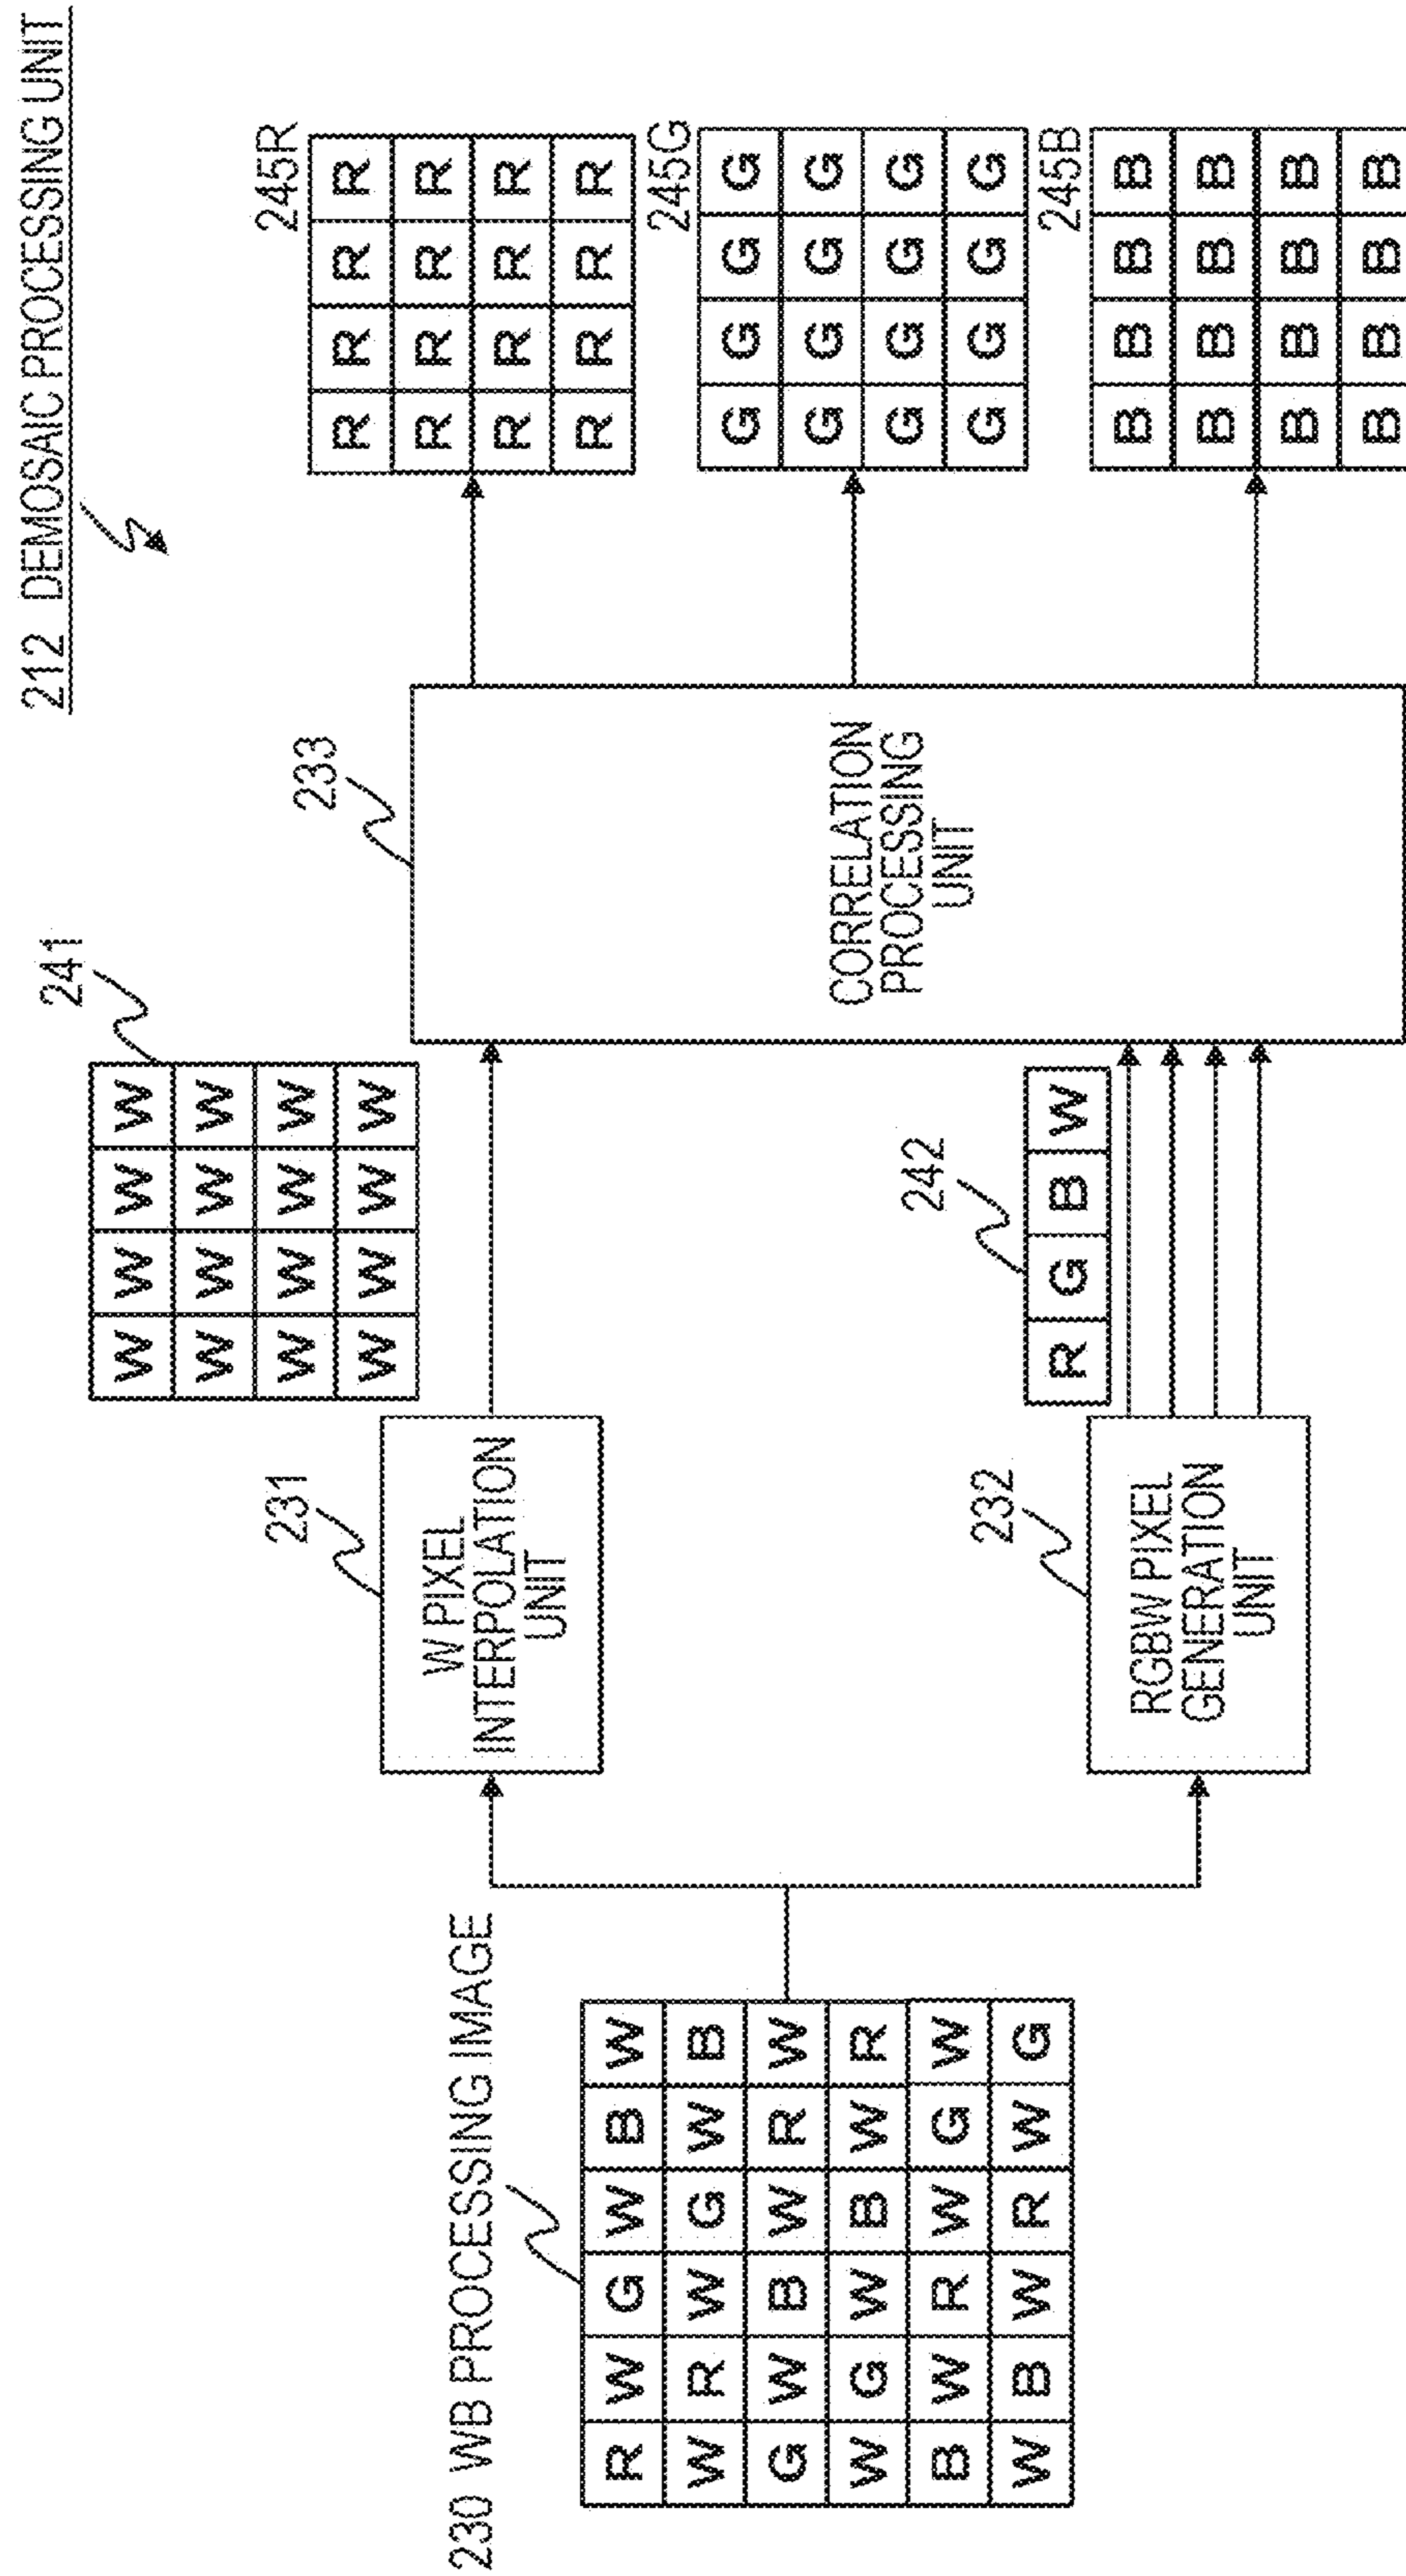 212 DEMOSAIC PROCESSING UNIT
230 WB PROCESSING IMAGE
R W G W B W
W R W G W B
G W B W R W
W G W B W R
B W R W G W
W B W R W G
231
W PIXEL
INTERPOLATION
UNIT
232
RGBW PIXEL
GENERATION
UNIT
241
W W W W
W W W W
W W W W
W W W W
242
R G B W
233
CORRELATION
PROCESSING
UNIT
245R
R R R R
R R R R
R R R R
R R R R
245G
G G G G
G G G G
G G G G
G G G G
245B
B B B B
B B B B
B B B B
B B B B